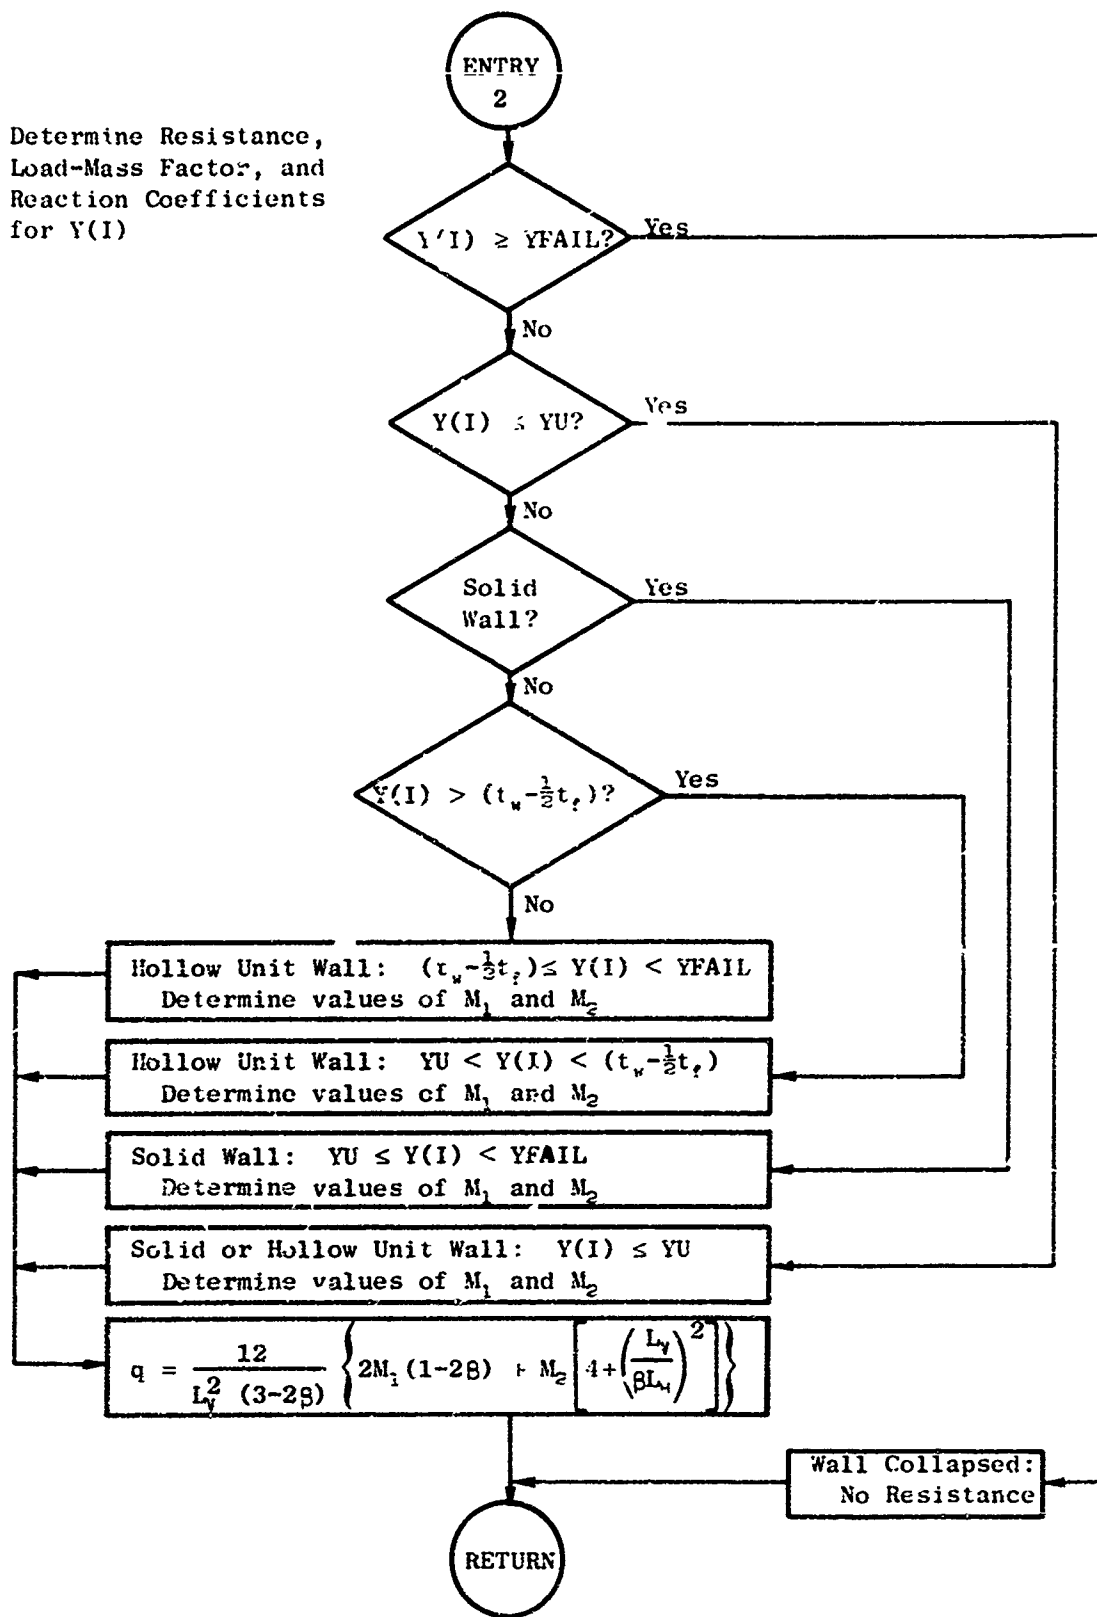 ENTRY
2
Determine Resistance,
Load-Mass Factor, and
Reaction Coefficients
for Y(I)
Y(I) ≥ YFAIL?
Yes
No
Y(I) ≤ YU?
Yes
No
Solid
Wall?
Yes
No
Y(I) > (t_w-½t_f)?
Yes
No
Hollow Unit Wall: (t_w-½t_f) ≤ Y(I) < YFAIL
Determine values of M₁ and M₂
Hollow Unit Wall: YU < Y(I) < (t_w-½t_f)
Determine values of M₁ and M₂
Solid Wall: YU ≤ Y(I) < YFAIL
Determine values of M₁ and M₂
Solid or Hollow Unit Wall: Y(I) ≤ YU
Determine values of M₁ and M₂
q = 12 / (L_V² (3-2β)) {2M₁(1-2β) + M₂[4+(L_V/(βL_H))²]}
Wall Collapsed:
No Resistance
RETURN